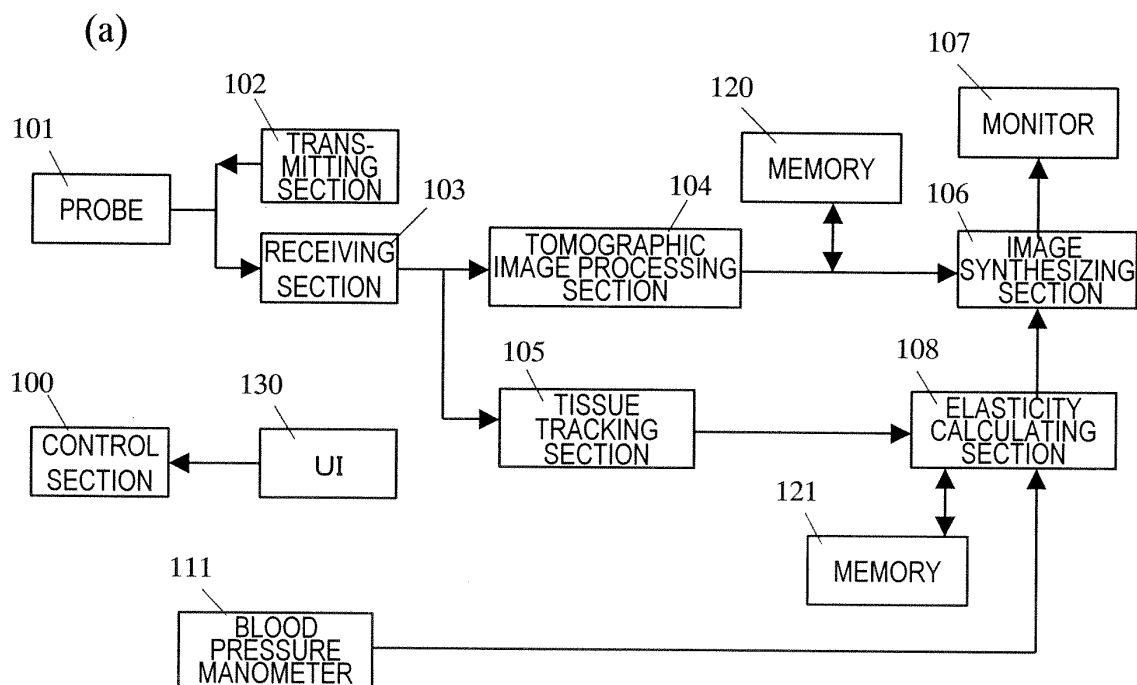 (a)
107
MONITOR
102
TRANS-
MITTING
SECTION
120
MEMORY
101
PROBE
103
RECEIVING
SECTION
104
TOMOGRAPHIC
IMAGE PROCESSING
SECTION
106
IMAGE
SYNTHESIZING
SECTION
100
CONTROL
SECTION
130
UI
105
TISSUE
TRACKING
SECTION
108
ELASTICITY
CALCULATING
SECTION
121
MEMORY
111
BLOOD
PRESSURE
MANOMETER